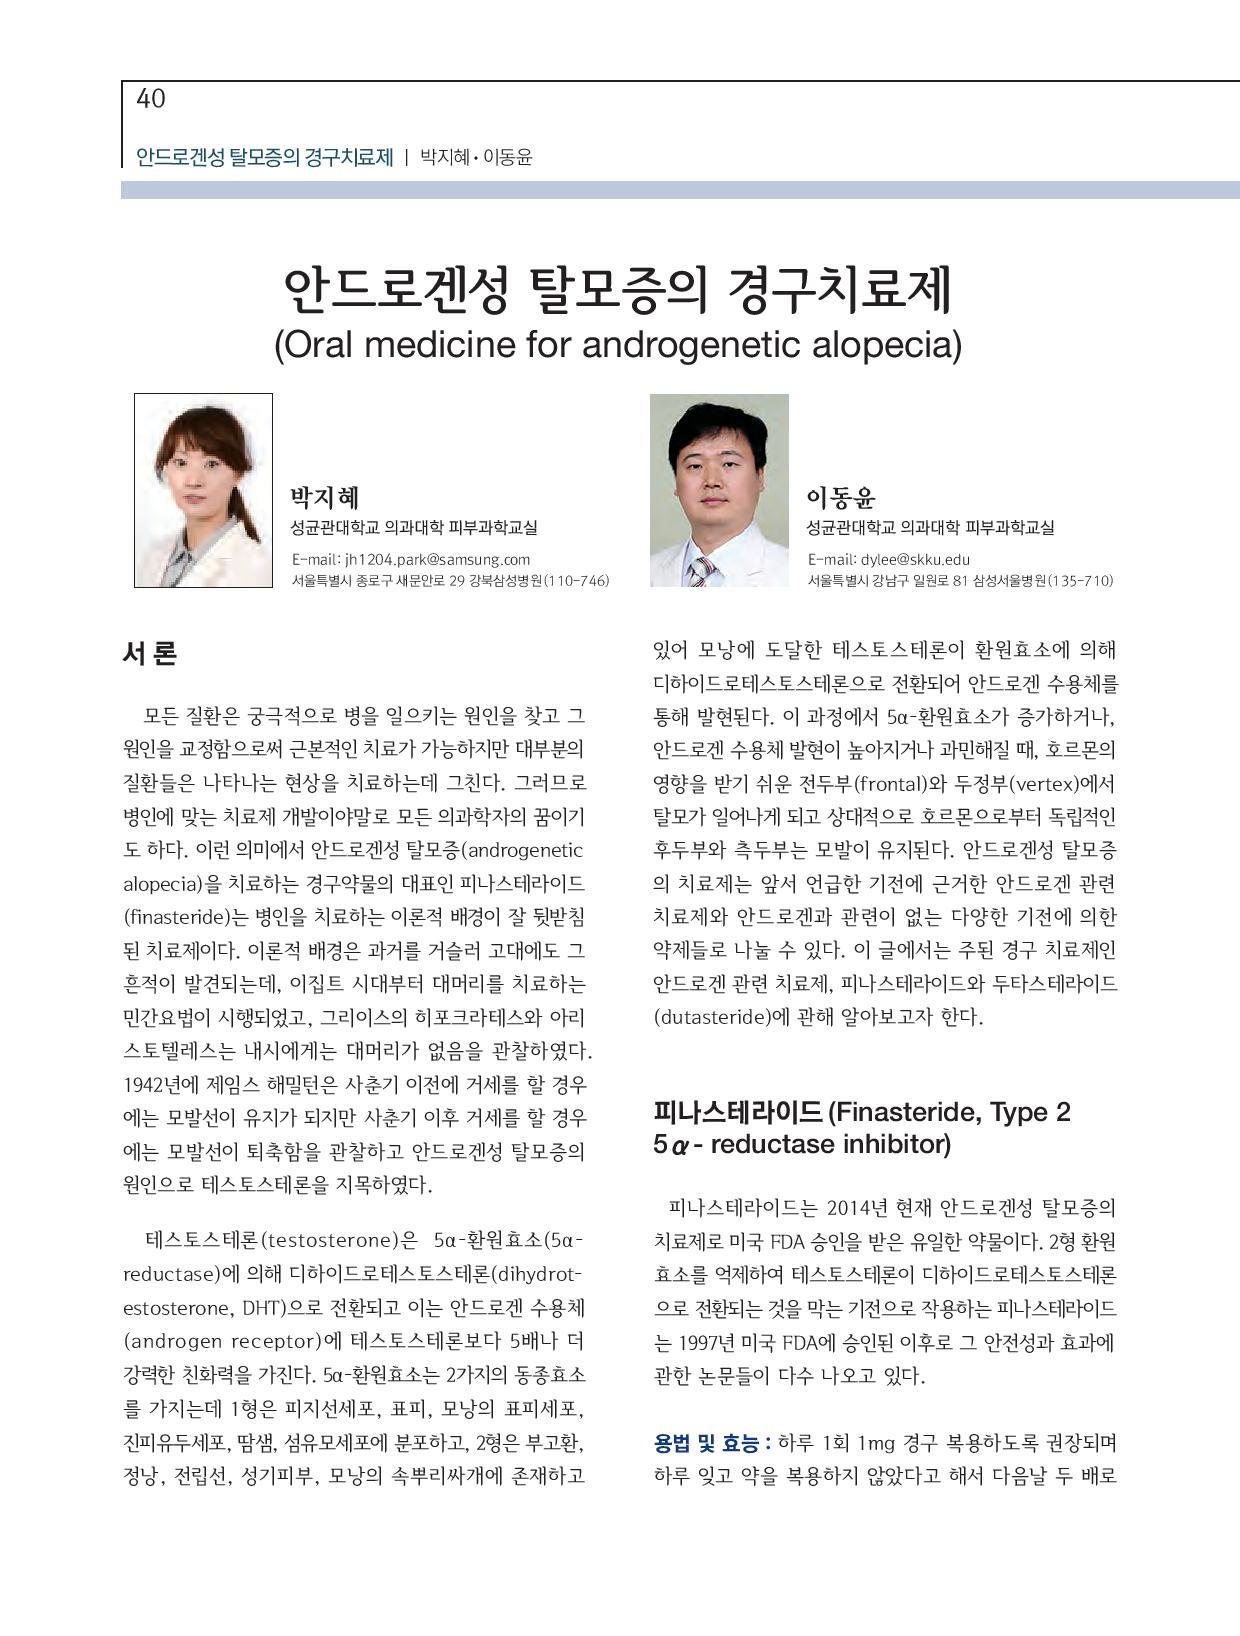 40
안드로겐성 탈모증의 경구치료제 | 박지혜·이동윤
안드로겐성 탈모증의 경구치료제
(Oral medicine for androgenetic alopecia)
박지혜
성균관대학교 의과대학 피부과학교실
E-mail: jh1204.park@samsung.com
서울특별시 종로구 새문안로 29 강북삼성병원(110-746)
이동윤
성균관대학교 의과대학 피부과학교실
E-mail: dylee@skku.edu
서울특별시 강남구 일원로 81 삼성서울병원(135-710)
서 론
모든 질환은 궁극적으로 병을 일으키는 원인을 찾고 그
원인을 교정함으로써 근본적인 치료가 가능하지만 대부분의
질환들은 나타나는 현상을 치료하는데 그친다. 그러므로
병인에 맞는 치료제 개발이야말로 모든 의과학자의 꿈이기
도 하다. 이런 의미에서 안드로겐성 탈모증(androgenetic
alopecia)을 치료하는 경구약물의 대표인 피나스테라이드
(finasteride)는 병인을 치료하는 이론적 배경이 잘 뒷받침
된 치료제이다. 이론적 배경은 과거를 거슬러 고대에도 그
흔적이 발견되는데, 이집트 시대부터 대머리를 치료하는
민간요법이 시행되었고, 그리이스의 히포크라테스와 아리
스토텔레스는 내시에게는 대머리가 없음을 관찰하였다.
1942년에 제임스 해밀턴은 사춘기 이전에 거세를 할 경우
에는 모발선이 유지가 되지만 사춘기 이후 거세를 할 경우
에는 모발선이 퇴축함을 관찰하고 안드로겐성 탈모증의
원인으로 테스토스테론을 지목하였다.
테스토스테론(testosterone)은 5α-환원효소(5α-
reductase)에 의해 디하이드로테스토스테론(dihydrot-
estosterone, DHT)으로 전환되고 이는 안드로겐 수용체
(androgen receptor)에 테스토스테론보다 5배나 더
강력한 친화력을 가진다. 5α-환원효소는 2가지의 동종효소
를 가지는데 1형은 피지선세포, 표피, 모낭의 표피세포,
진피유두세포, 땀샘, 섬유모세포에 분포하고, 2형은 부고환,
정낭, 전립선, 성기피부, 모낭의 속뿌리싸개에 존재하고
있어 모낭에 도달한 테스토스테론이 환원효소에 의해
디하이드로테스토스테론으로 전환되어 안드로겐 수용체를
통해 발현된다. 이 과정에서 5α-환원효소가 증가하거나,
안드로겐 수용체 발현이 높아지거나 과민해질 때, 호르몬의
영향을 받기 쉬운 전두부(frontal)와 두정부(vertex)에서
탈모가 일어나게 되고 상대적으로 호르몬으로부터 독립적인
후두부와 측두부는 모발이 유지된다. 안드로겐성 탈모증
의 치료제는 앞서 언급한 기전에 근거한 안드로겐 관련
치료제와 안드로겐과 관련이 없는 다양한 기전에 의한
약제들로 나눌 수 있다. 이 글에서는 주된 경구 치료제인
안드로겐 관련 치료제, 피나스테라이드와 두타스테라이드
(dutasteride)에 관해 알아보고자 한다.
피나스테라이드 (Finasteride, Type 2
5α - reductase inhibitor)
피나스테라이드는 2014년 현재 안드로겐성 탈모증의
치료제로 미국 FDA 승인을 받은 유일한 약물이다. 2형 환원
효소를 억제하여 테스토스테론이 디하이드로테스토스테론
으로 전환되는 것을 막는 기전으로 작용하는 피나스테라이드
는 1997년 미국 FDA에 승인된 이후로 그 안전성과 효과에
관한 논문들이 다수 나오고 있다.
용법 및 효능 : 하루 1회 1mg 경구 복용하도록 권장되며
하루 잊고 약을 복용하지 않았다고 해서 다음날 두 배로